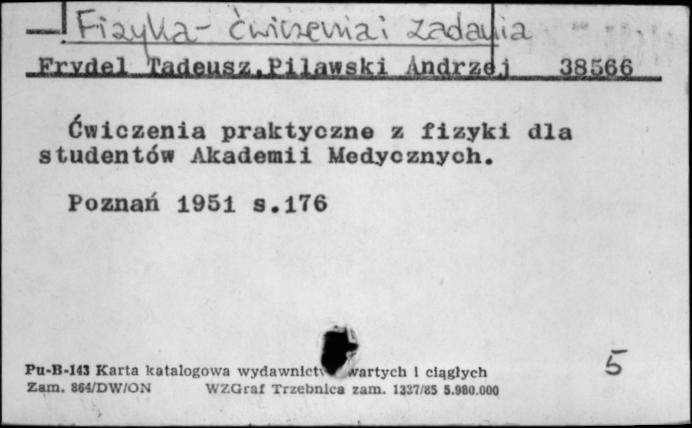 Fizyka - ćwiczenia i zadania
Frydel Tadeusz,Pilawski Andrzej 38566
Ćwiczenia praktyczne z fizyki dla
studentów Akademii Medycznych.
Poznań 1951 s.176
5
Pu-B-143 Karta katalogowa wydawnictw wartych i ciągłych
Zam. 864/DW/ON WZGraf Trzebnica zam. 1337/85 5.980.000